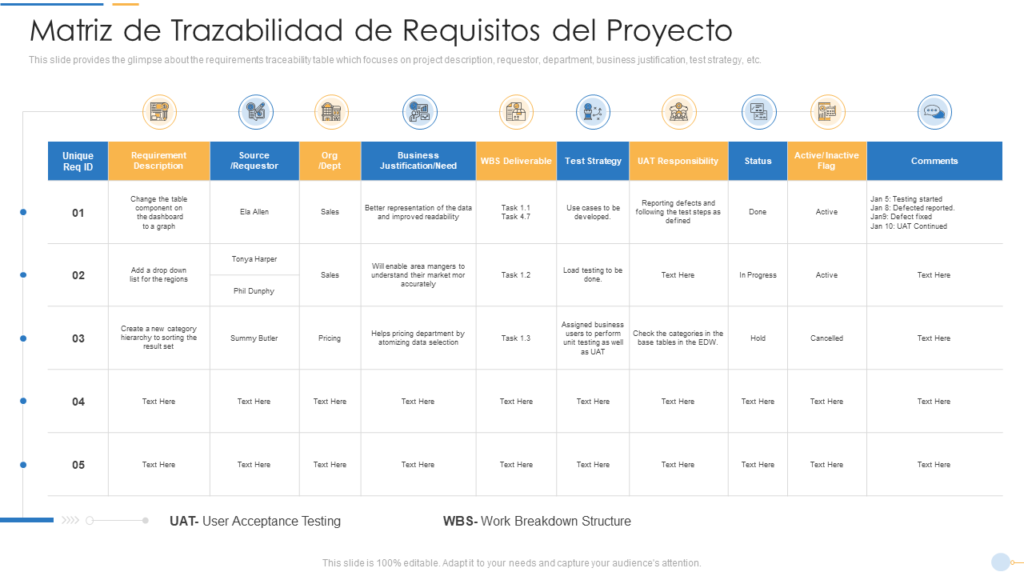 Matriz de Trazabilidad de Requisitos del Proyecto
This slide provides the glimpse about the requirements traceability table which focuses on project description, requestor, department, business justification, test strategy, etc.
Unique
Req ID
Requirement
Description
Source
/Requestor
Org
/Dept
Business
Justification/Need
WBS Deliverable
Test Strategy
UAT Responsibility
Status
Active/Inactive
Flag
Comments
01
Change the table
component on
the dashboard
to a graph
Ela Allen
Sales
Better representation of the data
and improved readability
Task 1.1
Task 4.7
Use cases to be
developed.
Reporting defects and
following the test steps as
defined
Done
Active
Jan 5: Testing started
Jan 8: Defected reported.
Jan9: Defect fixed
Jan 10: UAT Continued
02
Add a drop down
list for the regions
Tonya Harper
Phil Dunphy
Sales
Will enable area mangers to
understand their market mor
accurately
Task 1.2
Load testing to be
done.
Text Here
In Progress
Active
Text Here
03
Create a new category
hierarchy to sorting the
result set
Summy Butler
Pricing
Helps pricing department by
atomizing data selection
Task 1.3
Assigned business
users to perform
unit testing as well
as UAT
Check the categories in the
base tables in the EDW.
Hold
Cancelled
Text Here
04
Text Here
Text Here
Text Here
Text Here
Text Here
Text Here
Text Here
Text Here
Text Here
Text Here
05
Text Here
Text Here
Text Here
Text Here
Text Here
Text Here
Text Here
Text Here
Text Here
Text Here
UAT- User Acceptance Testing
WBS- Work Breakdown Structure
This slide is 100% editable. Adapt it to your needs and capture your audience's attention.